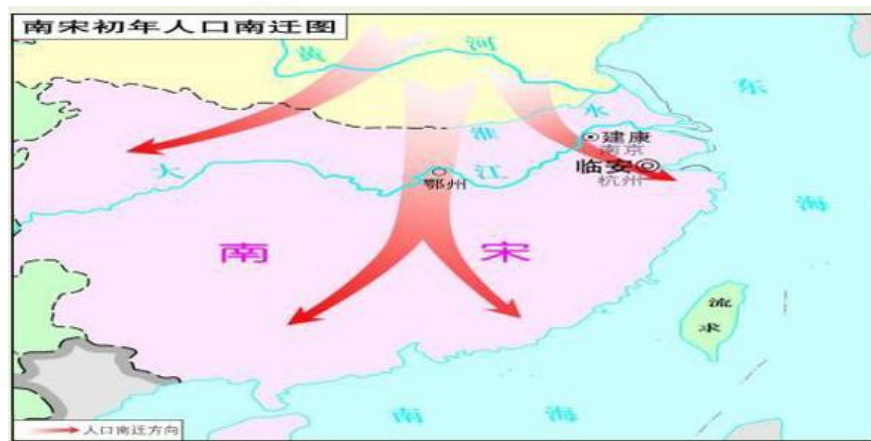 南宋初年人口南迁图
黄河
东海
淮水
建康
南京
临安
杭州
大江
鄂州
南宋
流求
南海
人口南迁方向